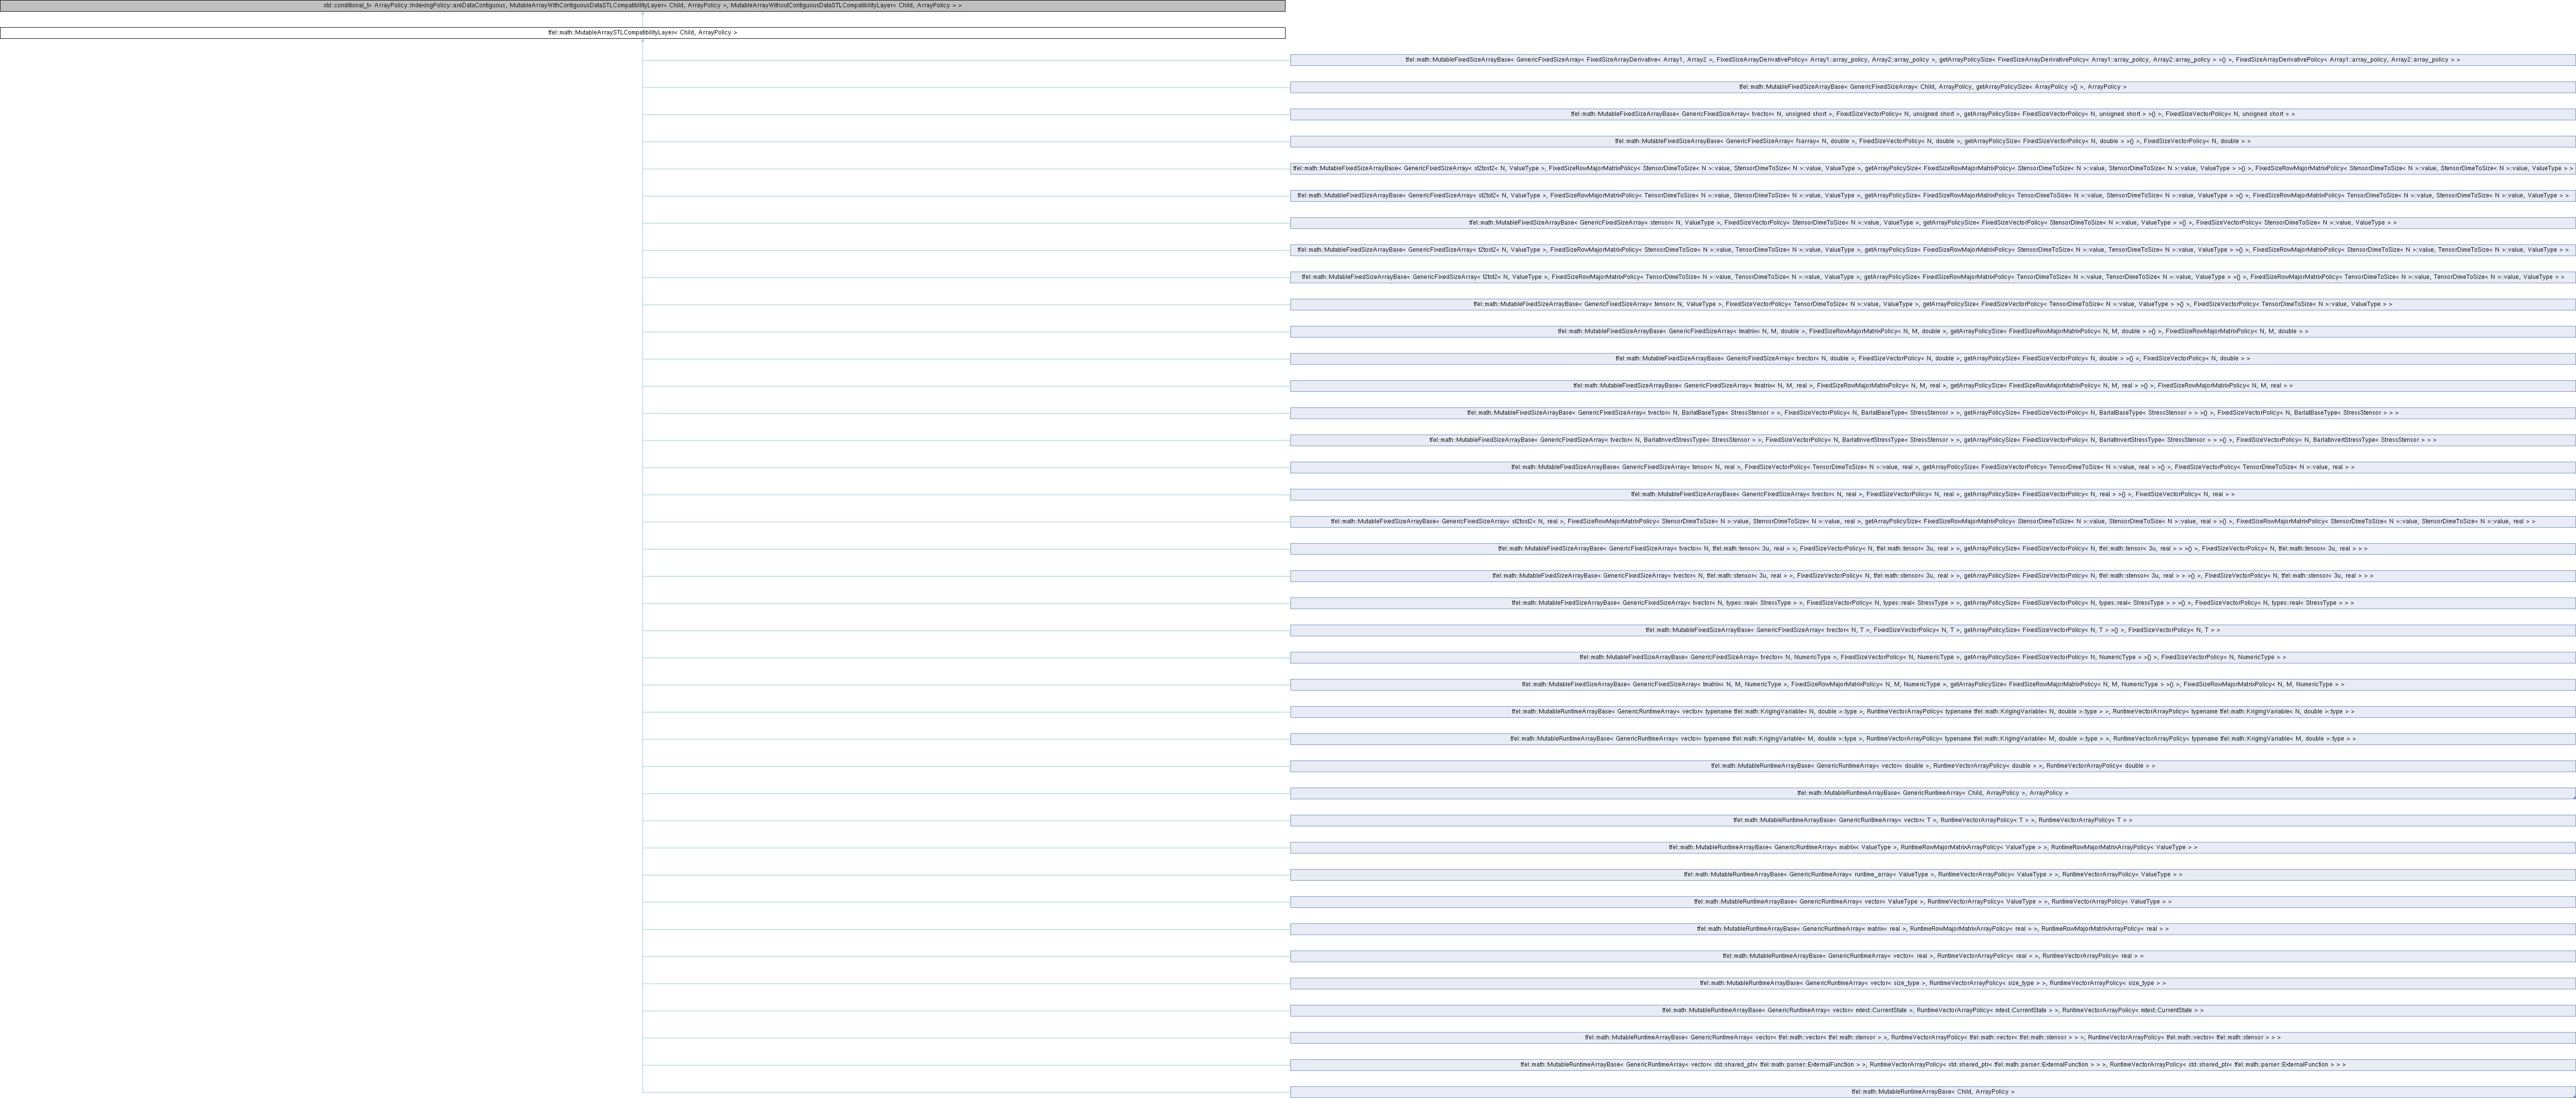 std::conditional_t< ArrayPolicy::IndexingPolicy::areDataContiguous, MutableArrayWithContiguousDataSTLCompatibilityLayer< Child, ArrayPolicy >, MutableArrayWithoutContiguousDataSTLCompatibilityLayer< Child, ArrayPolicy > >
tfel::math::MutableArraySTLCompatibilityLayer< Child, ArrayPolicy >
tfel::math::MutableFixedSizeArrayBase< GenericFixedSizeArray< FixedSizeArrayDerivative< Array1, Array2 >, FixedSizeArrayDerivativePolicy< Array1::array_policy, Array2::array_policy >, getArrayPolicySize< FixedSizeArrayDerivativePolicy< Array1::array_policy, Array2::array_policy > >() >, FixedSizeArrayDerivativePolicy< Array1::array_policy, Array2::array_policy > >
tfel::math::MutableFixedSizeArrayBase< GenericFixedSizeArray< Child, ArrayPolicy, getArrayPolicySize< ArrayPolicy >() >, ArrayPolicy >
tfel::math::MutableFixedSizeArrayBase< GenericFixedSizeArray< tvector< N, unsigned short >, FixedSizeVectorPolicy< N, unsigned short >, getArrayPolicySize< FixedSizeVectorPolicy< N, unsigned short > >() >, FixedSizeVectorPolicy< N, unsigned short > >
tfel::math::MutableFixedSizeArrayBase< GenericFixedSizeArray< fsarray< N, double >, FixedSizeVectorPolicy< N, double >, getArrayPolicySize< FixedSizeVectorPolicy< N, double > >() >, FixedSizeVectorPolicy< N, double > >
tfel::math::MutableFixedSizeArrayBase< GenericFixedSizeArray< st2tost2< N, ValueType >, FixedSizeRowMajorMatrixPolicy< StensorDimeToSize< N >::value, StensorDimeToSize< N >::value, ValueType >, getArrayPolicySize< FixedSizeRowMajorMatrixPolicy< StensorDimeToSize< N >::value, StensorDimeToSize< N >::value, ValueType > >() >, FixedSizeRowMajorMatrixPolicy< StensorDimeToSize< N >::value, StensorDimeToSize< N >::value, ValueType > >
tfel::math::MutableFixedSizeArrayBase< GenericFixedSizeArray< st2tot2< N, ValueType >, FixedSizeRowMajorMatrixPolicy< TensorDimeToSize< N >::value, StensorDimeToSize< N >::value, ValueType >, getArrayPolicySize< FixedSizeRowMajorMatrixPolicy< TensorDimeToSize< N >::value, StensorDimeToSize< N >::value, ValueType > >() >, FixedSizeRowMajorMatrixPolicy< TensorDimeToSize< N >::value, StensorDimeToSize< N >::value, ValueType > >
tfel::math::MutableFixedSizeArrayBase< GenericFixedSizeArray< stensor< N, ValueType >, FixedSizeVectorPolicy< StensorDimeToSize< N >::value, ValueType >, getArrayPolicySize< FixedSizeVectorPolicy< StensorDimeToSize< N >::value, ValueType > >() >, FixedSizeVectorPolicy< StensorDimeToSize< N >::value, ValueType > >
tfel::math::MutableFixedSizeArrayBase< GenericFixedSizeArray< t2tost2< N, ValueType >, FixedSizeRowMajorMatrixPolicy< StensorDimeToSize< N >::value, TensorDimeToSize< N >::value, ValueType >, getArrayPolicySize< FixedSizeRowMajorMatrixPolicy< StensorDimeToSize< N >::value, TensorDimeToSize< N >::value, ValueType > >() >, FixedSizeRowMajorMatrixPolicy< StensorDimeToSize< N >::value, TensorDimeToSize< N >::value, ValueType > >
tfel::math::MutableFixedSizeArrayBase< GenericFixedSizeArray< t2tot2< N, ValueType >, FixedSizeRowMajorMatrixPolicy< TensorDimeToSize< N >::value, TensorDimeToSize< N >::value, ValueType >, getArrayPolicySize< FixedSizeRowMajorMatrixPolicy< TensorDimeToSize< N >::value, TensorDimeToSize< N >::value, ValueType > >() >, FixedSizeRowMajorMatrixPolicy< TensorDimeToSize< N >::value, TensorDimeToSize< N >::value, ValueType > >
tfel::math::MutableFixedSizeArrayBase< GenericFixedSizeArray< tensor< N, ValueType >, FixedSizeVectorPolicy< TensorDimeToSize< N >::value, ValueType >, getArrayPolicySize< FixedSizeVectorPolicy< TensorDimeToSize< N >::value, ValueType > >() >, FixedSizeVectorPolicy< TensorDimeToSize< N >::value, ValueType > >
tfel::math::MutableFixedSizeArrayBase< GenericFixedSizeArray< tmatrix< N, M, double >, FixedSizeRowMajorMatrixPolicy< N, M, double >, getArrayPolicySize< FixedSizeRowMajorMatrixPolicy< N, M, double > >() >, FixedSizeRowMajorMatrixPolicy< N, M, double > >
tfel::math::MutableFixedSizeArrayBase< GenericFixedSizeArray< tvector< N, double >, FixedSizeVectorPolicy< N, double >, getArrayPolicySize< FixedSizeVectorPolicy< N, double > >() >, FixedSizeVectorPolicy< N, double > >
tfel::math::MutableFixedSizeArrayBase< GenericFixedSizeArray< tmatrix< N, M, real >, FixedSizeRowMajorMatrixPolicy< N, M, real >, getArrayPolicySize< FixedSizeRowMajorMatrixPolicy< N, M, real > >() >, FixedSizeRowMajorMatrixPolicy< N, M, real > >
tfel::math::MutableFixedSizeArrayBase< GenericFixedSizeArray< tvector< N, BarlatBaseType< StressStensor > >, FixedSizeVectorPolicy< N, BarlatBaseType< StressStensor > >, getArrayPolicySize< FixedSizeVectorPolicy< N, BarlatBaseType< StressStensor > > >() >, FixedSizeVectorPolicy< N, BarlatBaseType< StressStensor > > >
tfel::math::MutableFixedSizeArrayBase< GenericFixedSizeArray< tvector< N, BarlatInvertStressType< StressStensor > >, FixedSizeVectorPolicy< N, BarlatInvertStressType< StressStensor > >, getArrayPolicySize< FixedSizeVectorPolicy< N, BarlatInvertStressType< StressStensor > > >() >, FixedSizeVectorPolicy< N, BarlatInvertStressType< StressStensor > > >
tfel::math::MutableFixedSizeArrayBase< GenericFixedSizeArray< tensor< N, real >, FixedSizeVectorPolicy< TensorDimeToSize< N >::value, real >, getArrayPolicySize< FixedSizeVectorPolicy< TensorDimeToSize< N >::value, real > >() >, FixedSizeVectorPolicy< TensorDimeToSize< N >::value, real > >
tfel::math::MutableFixedSizeArrayBase< GenericFixedSizeArray< tvector< N, real >, FixedSizeVectorPolicy< N, real >, getArrayPolicySize< FixedSizeVectorPolicy< N, real > >() >, FixedSizeVectorPolicy< N, real > >
tfel::math::MutableFixedSizeArrayBase< GenericFixedSizeArray< st2tost2< N, real >, FixedSizeRowMajorMatrixPolicy< StensorDimeToSize< N >::value, StensorDimeToSize< N >::value, real >, getArrayPolicySize< FixedSizeRowMajorMatrixPolicy< StensorDimeToSize< N >::value, StensorDimeToSize< N >::value, real > >() >, FixedSizeRowMajorMatrixPolicy< StensorDimeToSize< N >::value, StensorDimeToSize< N >::value, real > >
tfel::math::MutableFixedSizeArrayBase< GenericFixedSizeArray< tvector< N, tfel::math::tensor< 3u, real > >, FixedSizeVectorPolicy< N, tfel::math::tensor< 3u, real > >, getArrayPolicySize< FixedSizeVectorPolicy< N, tfel::math::tensor< 3u, real > > >() >, FixedSizeVectorPolicy< N, tfel::math::tensor< 3u, real > > >
tfel::math::MutableFixedSizeArrayBase< GenericFixedSizeArray< tvector< N, tfel::math::stensor< 3u, real > >, FixedSizeVectorPolicy< N, tfel::math::stensor< 3u, real > >, getArrayPolicySize< FixedSizeVectorPolicy< N, tfel::math::stensor< 3u, real > > >() >, FixedSizeVectorPolicy< N, tfel::math::stensor< 3u, real > > >
tfel::math::MutableFixedSizeArrayBase< GenericFixedSizeArray< tvector< N, types::real< StressType > >, FixedSizeVectorPolicy< N, types::real< StressType > >, getArrayPolicySize< FixedSizeVectorPolicy< N, types::real< StressType > > >() >, FixedSizeVectorPolicy< N, types::real< StressType > > >
tfel::math::MutableFixedSizeArrayBase< GenericFixedSizeArray< tvector< N, T >, FixedSizeVectorPolicy< N, T >, getArrayPolicySize< FixedSizeVectorPolicy< N, T > >() >, FixedSizeVectorPolicy< N, T > >
tfel::math::MutableFixedSizeArrayBase< GenericFixedSizeArray< tvector< N, NumericType >, FixedSizeVectorPolicy< N, NumericType >, getArrayPolicySize< FixedSizeVectorPolicy< N, NumericType > >() >, FixedSizeVectorPolicy< N, NumericType > >
tfel::math::MutableFixedSizeArrayBase< GenericFixedSizeArray< tmatrix< N, M, NumericType >, FixedSizeRowMajorMatrixPolicy< N, M, NumericType >, getArrayPolicySize< FixedSizeRowMajorMatrixPolicy< N, M, NumericType > >() >, FixedSizeRowMajorMatrixPolicy< N, M, NumericType > >
tfel::math::MutableRuntimeArrayBase< GenericRuntimeArray< vector< typename tfel::math::KrigingVariable< N, double >::type >, RuntimeVectorArrayPolicy< typename tfel::math::KrigingVariable< N, double >::type > >, RuntimeVectorArrayPolicy< typename tfel::math::KrigingVariable< N, double >::type > >
tfel::math::MutableRuntimeArrayBase< GenericRuntimeArray< vector< typename tfel::math::KrigingVariable< M, double >::type >, RuntimeVectorArrayPolicy< typename tfel::math::KrigingVariable< M, double >::type > >, RuntimeVectorArrayPolicy< typename tfel::math::KrigingVariable< M, double >::type > >
tfel::math::MutableRuntimeArrayBase< GenericRuntimeArray< vector< double >, RuntimeVectorArrayPolicy< double > >, RuntimeVectorArrayPolicy< double > >
tfel::math::MutableRuntimeArrayBase< GenericRuntimeArray< Child, ArrayPolicy >, ArrayPolicy >
tfel::math::MutableRuntimeArrayBase< GenericRuntimeArray< vector< T >, RuntimeVectorArrayPolicy< T > >, RuntimeVectorArrayPolicy< T > >
tfel::math::MutableRuntimeArrayBase< GenericRuntimeArray< matrix< ValueType >, RuntimeRowMajorMatrixArrayPolicy< ValueType > >, RuntimeRowMajorMatrixArrayPolicy< ValueType > >
tfel::math::MutableRuntimeArrayBase< GenericRuntimeArray< runtime_array< ValueType >, RuntimeVectorArrayPolicy< ValueType > >, RuntimeVectorArrayPolicy< ValueType > >
tfel::math::MutableRuntimeArrayBase< GenericRuntimeArray< vector< ValueType >, RuntimeVectorArrayPolicy< ValueType > >, RuntimeVectorArrayPolicy< ValueType > >
tfel::math::MutableRuntimeArrayBase< GenericRuntimeArray< matrix< real >, RuntimeRowMajorMatrixArrayPolicy< real > >, RuntimeRowMajorMatrixArrayPolicy< real > >
tfel::math::MutableRuntimeArrayBase< GenericRuntimeArray< vector< real >, RuntimeVectorArrayPolicy< real > >, RuntimeVectorArrayPolicy< real > >
tfel::math::MutableRuntimeArrayBase< GenericRuntimeArray< vector< size_type >, RuntimeVectorArrayPolicy< size_type > >, RuntimeVectorArrayPolicy< size_type > >
tfel::math::MutableRuntimeArrayBase< GenericRuntimeArray< vector< mtest::CurrentState >, RuntimeVectorArrayPolicy< mtest::CurrentState > >, RuntimeVectorArrayPolicy< mtest::CurrentState > >
tfel::math::MutableRuntimeArrayBase< GenericRuntimeArray< vector< tfel::math::vector< tfel::math::stensor > >, RuntimeVectorArrayPolicy< tfel::math::vector< tfel::math::stensor > > >, RuntimeVectorArrayPolicy< tfel::math::vector< tfel::math::stensor > > >
tfel::math::MutableRuntimeArrayBase< GenericRuntimeArray< vector< std::shared_ptr< tfel::math::parser::ExternalFunction > >, RuntimeVectorArrayPolicy< std::shared_ptr< tfel::math::parser::ExternalFunction > > >, RuntimeVectorArrayPolicy< std::shared_ptr< tfel::math::parser::ExternalFunction > > >
tfel::math::MutableRuntimeArrayBase< Child, ArrayPolicy >